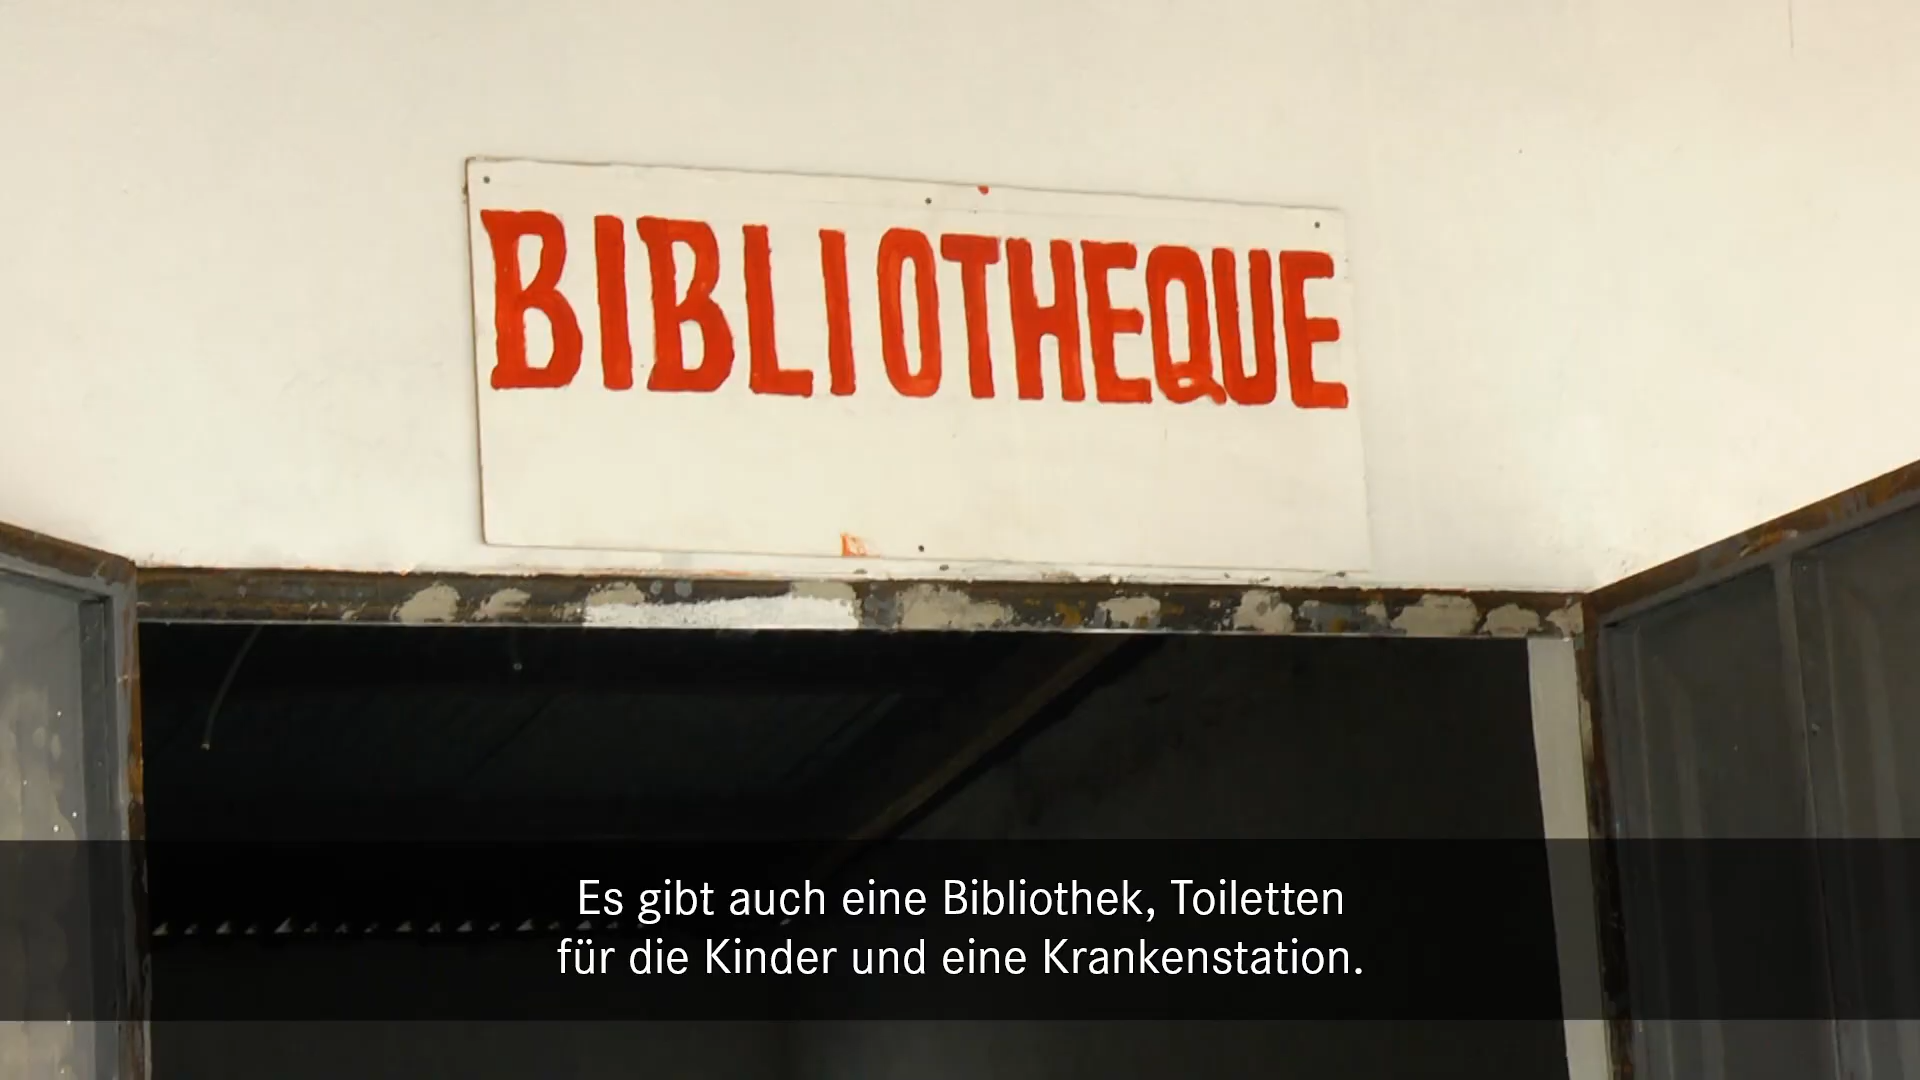 BIBLIOTHEQUE
Es gibt auch eine Bibliothek, Toiletten
für die Kinder und eine Krankenstation.